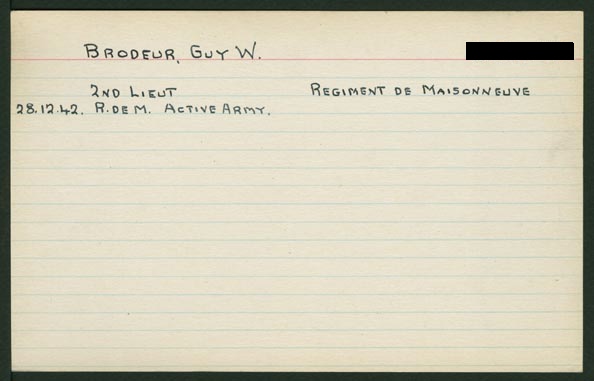 BRODEUR, GUY W.
2ND LIEUT REGIMENT DE MAISONNEUVE
28.12.42. R. DE M. ACTIVE ARMY.